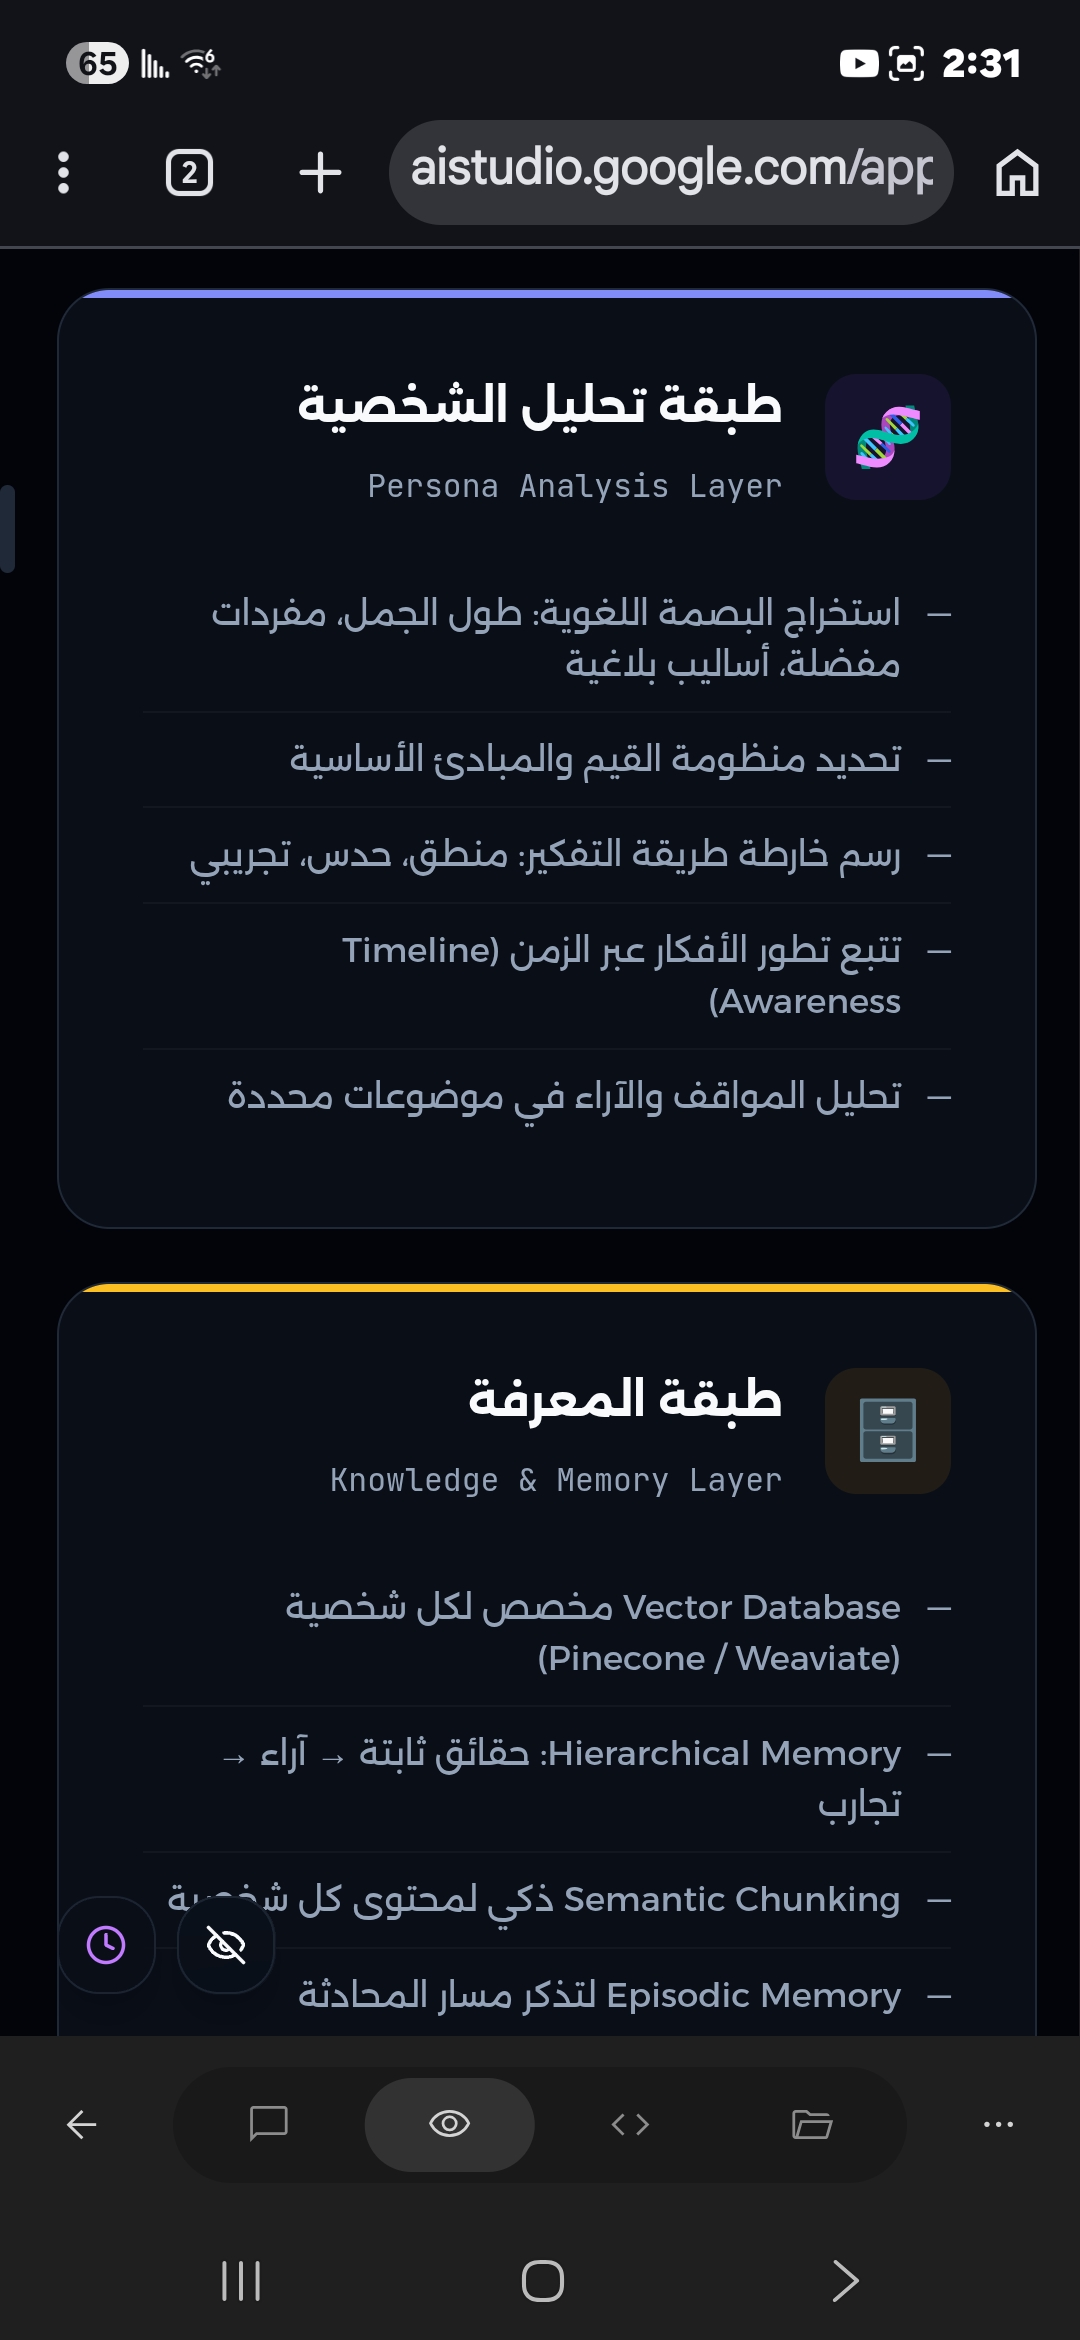 65
2:31
2
aistudio.google.com/app
طبقة تحليل الشخصية
Persona Analysis Layer
— استخراج البصمة اللغوية: طول الجمل، مفردات
مفضلة، أساليب بلاغية
— تحديد منظومة القيم والمبادئ الأساسية
— رسم خارطة طريقة التفكير: منطق، حدس، تجريبي
— تتبع تطور الأفكار عبر الزمن (Timeline
Awareness)
— تحليل المواقف والآراء في موضوعات محددة
طبقة المعرفة
Knowledge & Memory Layer
— Vector Database مخصص لكل شخصية
(Pinecone / Weaviate)
— Hierarchical Memory: حقائق ثابتة → آراء →
تجارب
— Semantic Chunking ذكي لمحتوى كل شخصية
— Episodic Memory لتذكر مسار المحادثة